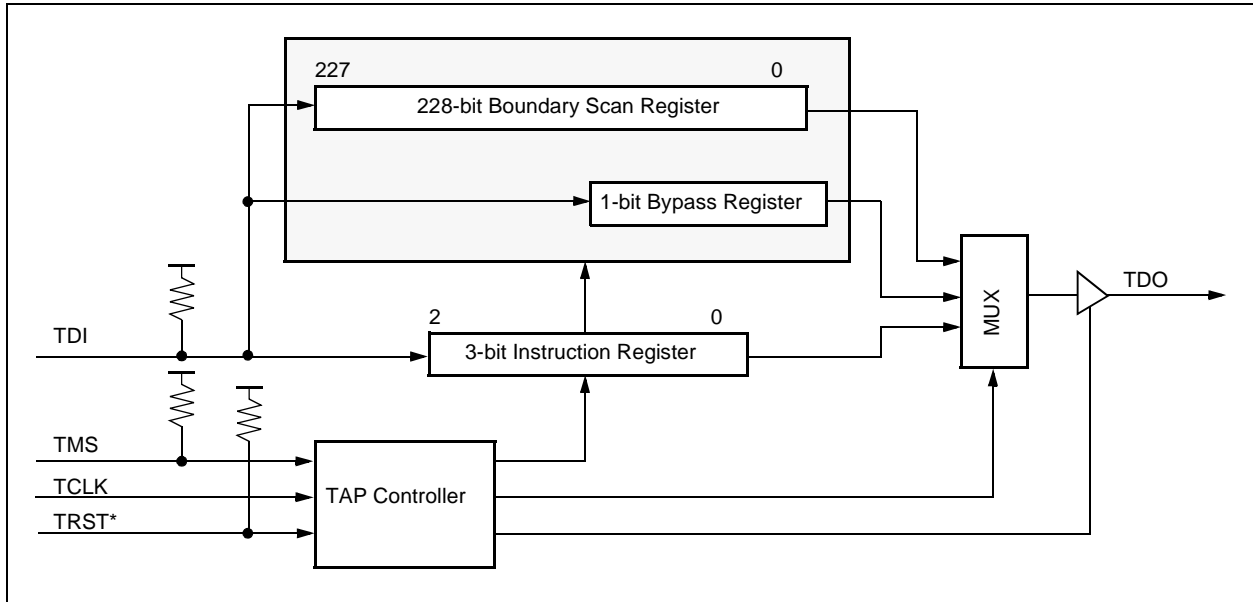 227 0
228-bit Boundary Scan Register
1-bit Bypass Register
TDO
MUX
2 0
TDI
3-bit Instruction Register
TMS
TCLK
TAP Controller
TRST*